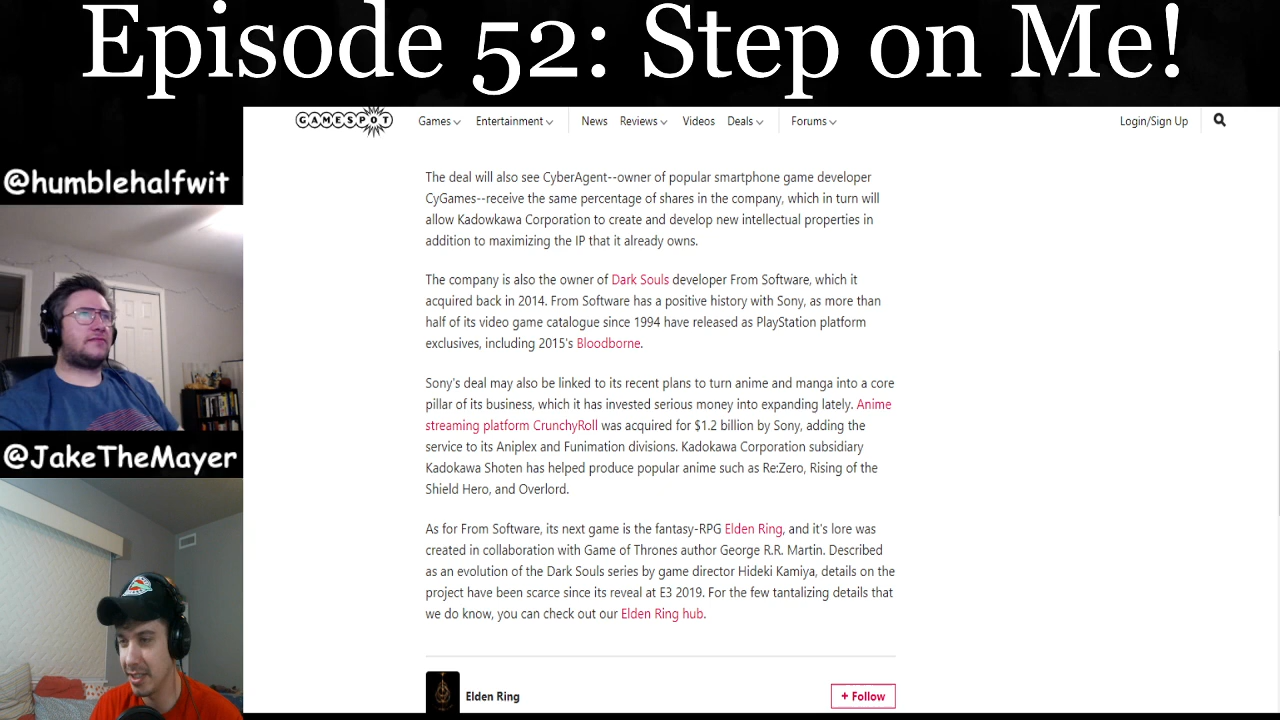 Episode 52: Step on Me!
GAMESPOT Games Entertainment News Reviews Videos Deals Forums Login/Sign Up
@humblehalfwit
@JakeTheMayer
The deal will also see CyberAgent--owner of popular smartphone game developer
CyGames--receive the same percentage of shares in the company, which in turn will
allow Kadowkawa Corporation to create and develop new intellectual properties in
addition to maximizing the IP that it already owns.
The company is also the owner of Dark Souls developer From Software, which it
acquired back in 2014. From Software has a positive history with Sony, as more than
half of its video game catalogue since 1994 have released as PlayStation platform
exclusives, including 2015's Bloodborne.
Sony's deal may also be linked to its recent plans to turn anime and manga into a core
pillar of its business, which it has invested serious money into expanding lately. Anime
streaming platform CrunchyRoll was acquired for $1.2 billion by Sony, adding the
service to its Aniplex and Funimation divisions. Kadokawa Corporation subsidiary
Kadokawa Shoten has helped produce popular anime such as Re:Zero, Rising of the
Shield Hero, and Overlord.
As for From Software, its next game is the fantasy-RPG Elden Ring, and it's lore was
created in collaboration with Game of Thrones author George R.R. Martin. Described
as an evolution of the Dark Souls series by game director Hideki Kamiya, details on the
project have been scarce since its reveal at E3 2019. For the few tantalizing details that
we do know, you can check out our Elden Ring hub.
Elden Ring
+ Follow